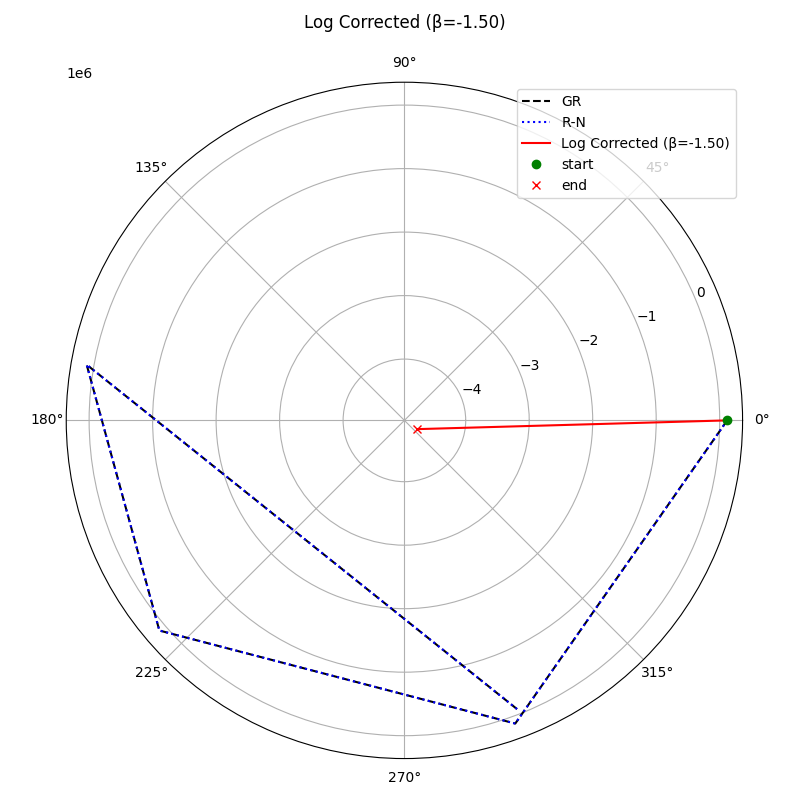 Log Corrected (β=-1.50)
1e6
90°
GR
R-N
Log Corrected (β=-1.50)
start
end
135°
45°
0
−1
−2
−3
−4
180°
0°
225°
315°
270°